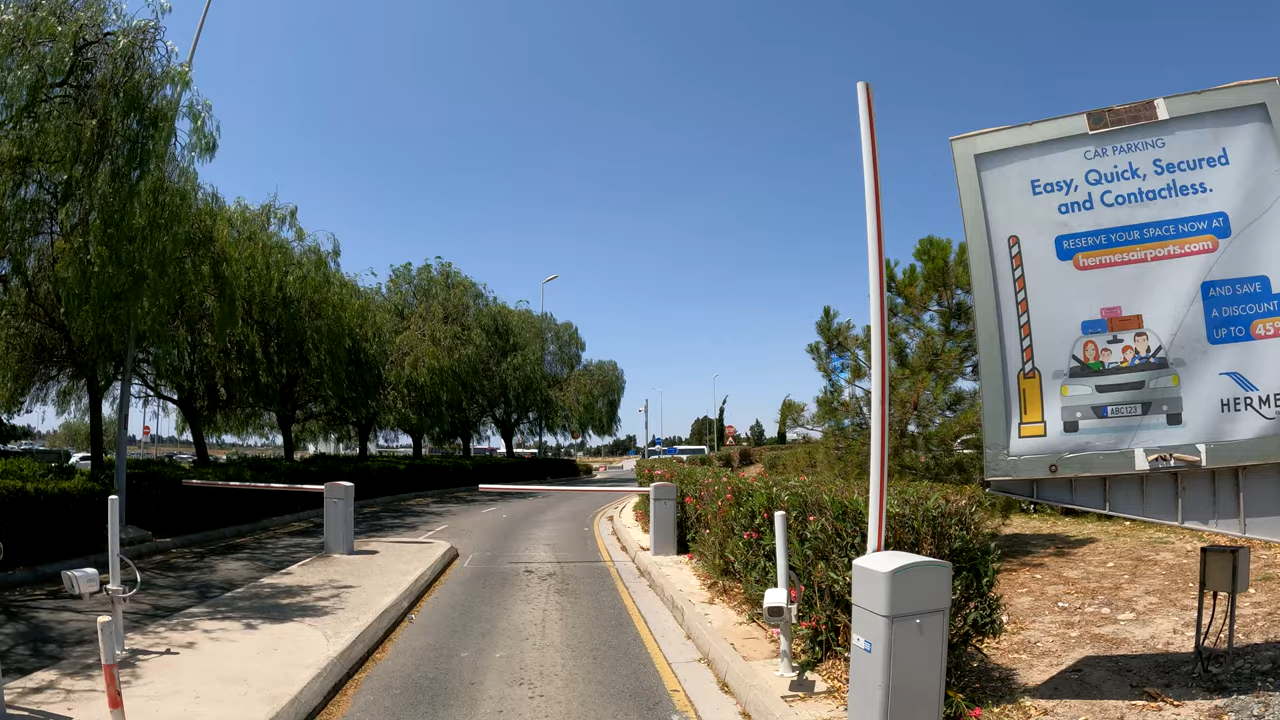 CAR PARKING
Easy, Quick, Secured
and Contactless.
RESERVE YOUR SPACE NOW AT
hermesairports.com
AND SAVE
A DISCOUNT
UP TO 45%
ABC123
HERME